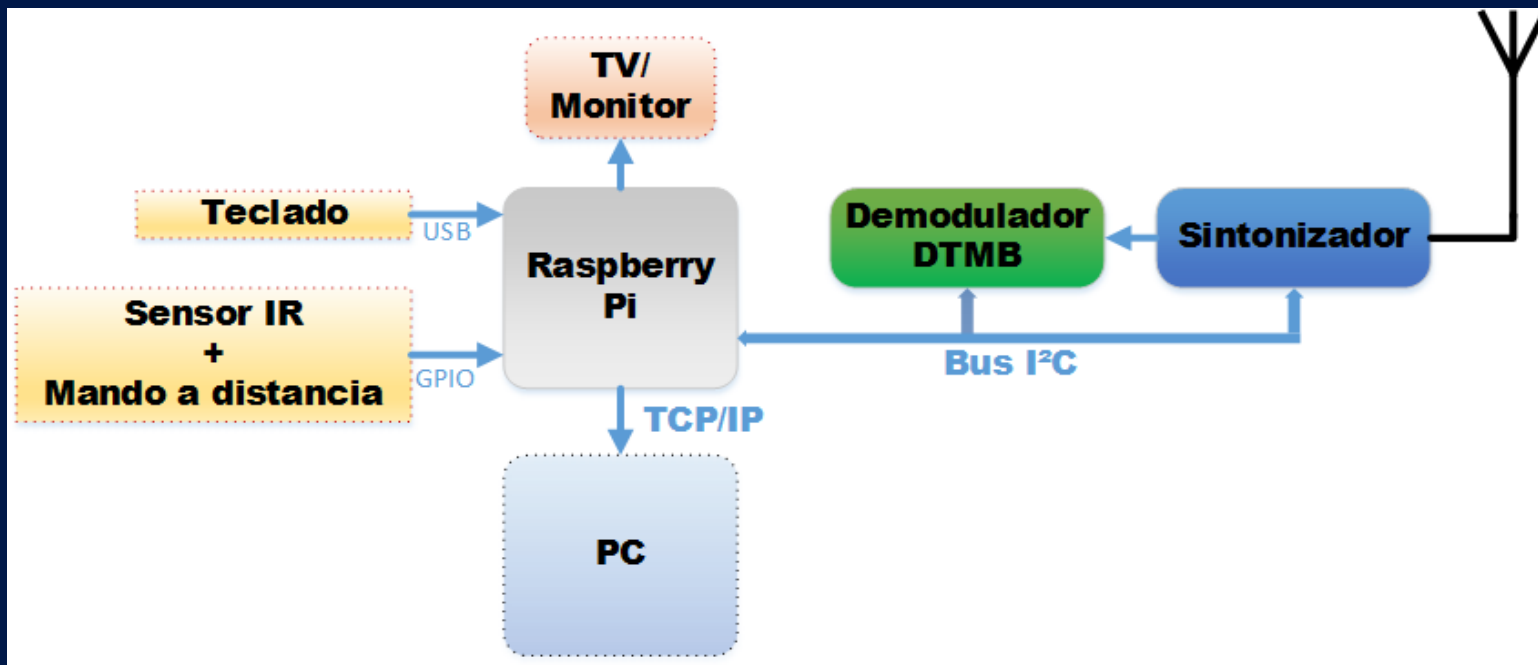 TV/
Monitor
Teclado
USB
Sensor IR
+
Mando a distancia
GPIO
Raspberry
Pi
Demodulador
DTMB
Sintonizador
Bus I²C
TCP/IP
PC